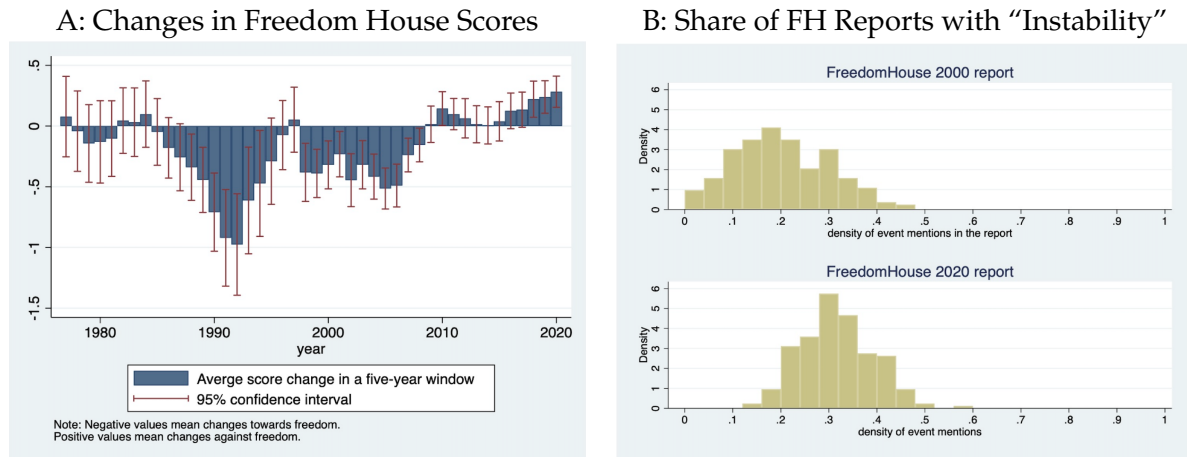 A: Changes in Freedom House Scores
.5
0
-.5
-1
-1.5
1980 1990 2000 2010 2020
year
Averge score change in a five-year window
95% confidence interval
Note: Negative values mean changes towards freedom.
Positive values mean changes against freedom.
B: Share of FH Reports with “Instability”
FreedomHouse 2000 report
Density
6
5
4
3
2
1
0
0 .1 .2 .3 .4 .5 .6 .7 .8 .9 1
density of event mentions in the report
FreedomHouse 2020 report
Density
6
5
4
3
2
1
0
0 .1 .2 .3 .4 .5 .6 .7 .8 .9 1
density of event mentions